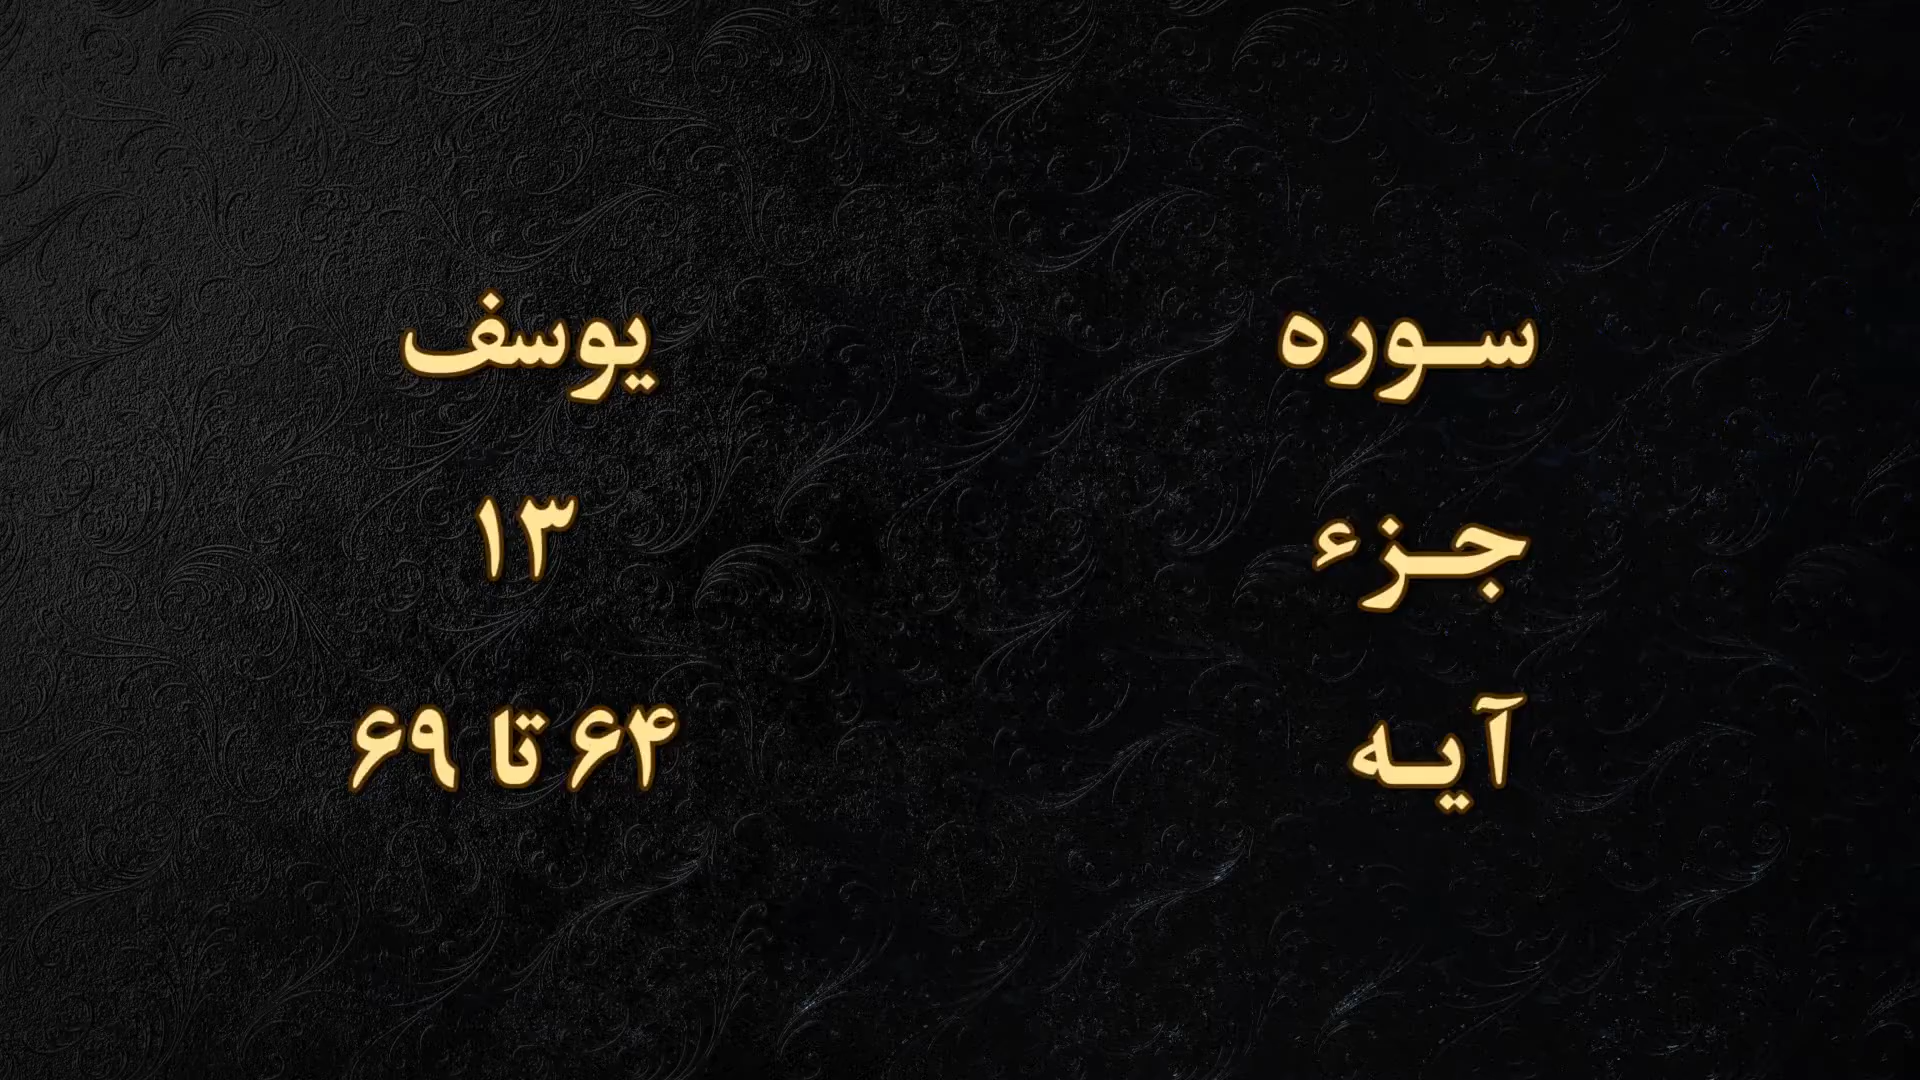 سوره یوسف
جزء ۱۳
آیه ۶۴ تا ۶۹